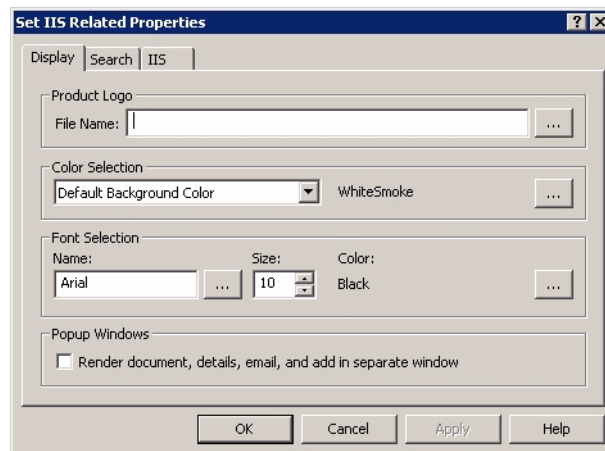 Set IIS Related Properties
Display Search IIS
Product Logo
File Name: ...
Color Selection
Default Background Color WhiteSmoke ...
Font Selection
Name: Size: Color:
Arial ... 10 Black ...
Popup Windows
Render document, details, email, and add in separate window
OK Cancel Apply Help